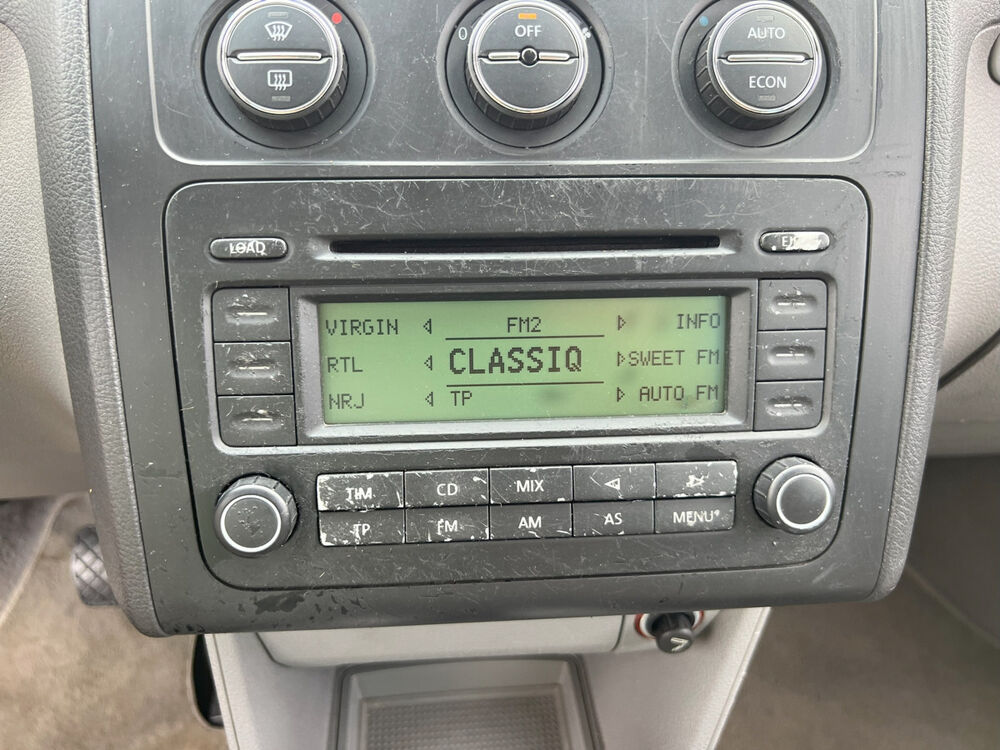 0 OFF
AUTO
ECON
LOAD
VIRGIN FM2 INFO
RTL CLASSIQ SWEET FM
NRJ TP AUTO FM
TIM CD MIX
TP FM AM AS MENU